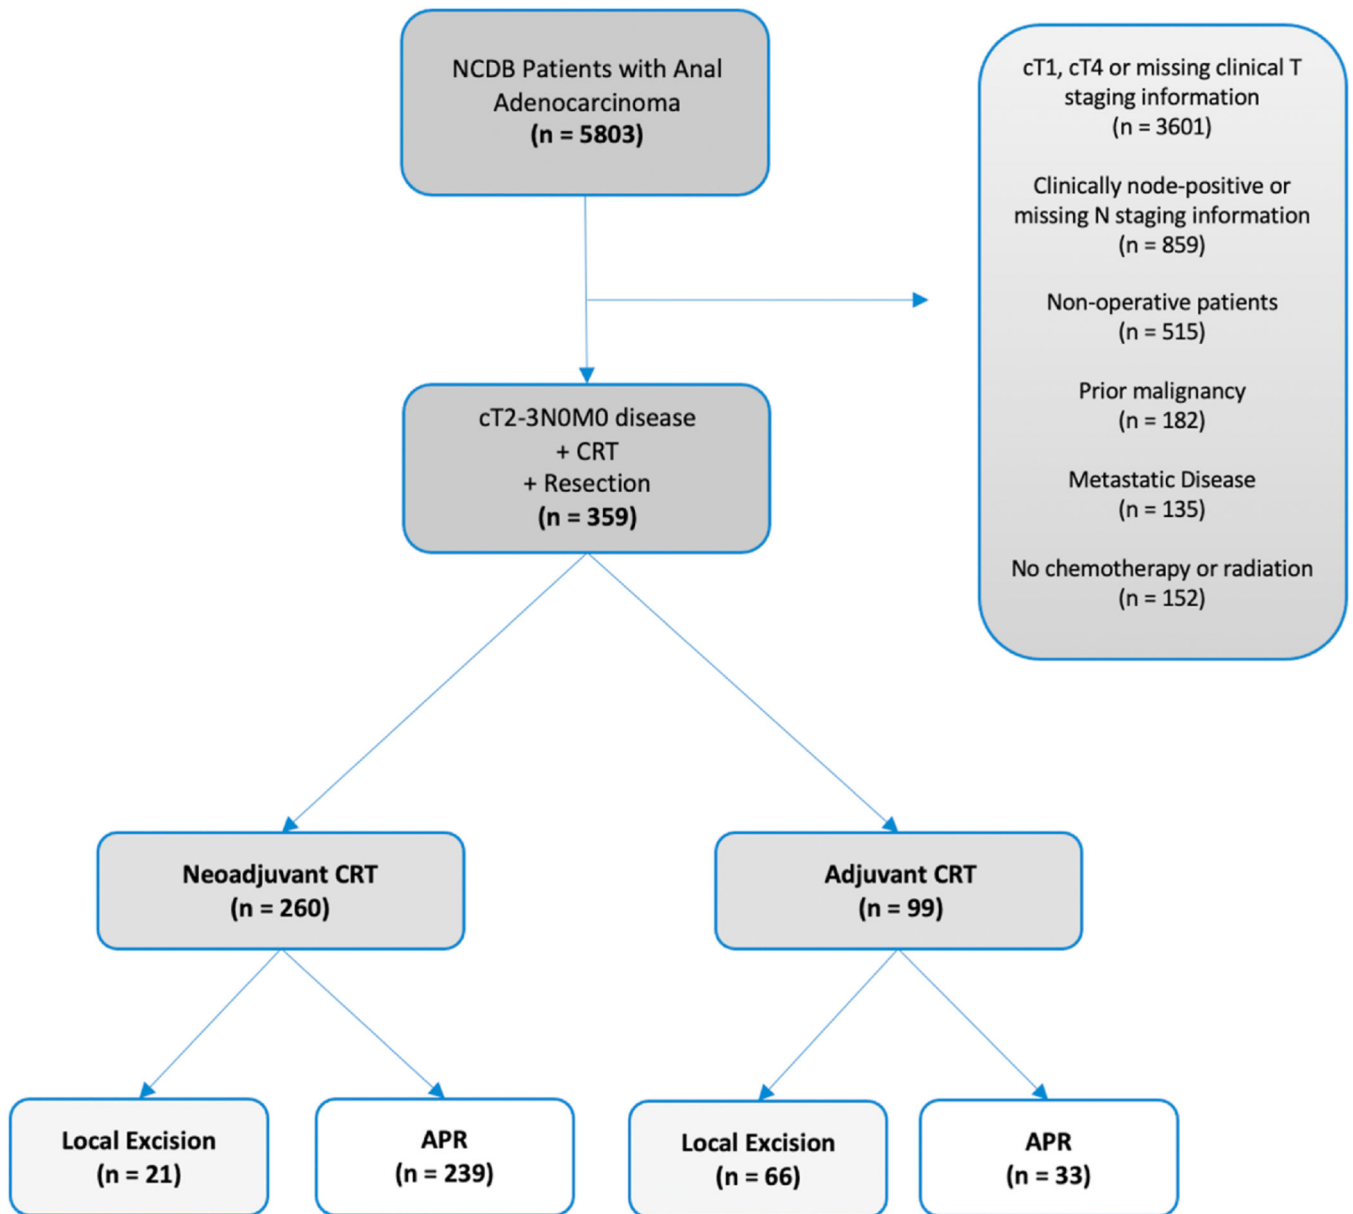 NCDB Patients with Anal
Adenocarcinoma
(n = 5803)
cT1, cT4 or missing clinical T
staging information
(n = 3601)
Clinically node-positive or
missing N staging information
(n = 859)
Non-operative patients
(n = 515)
Prior malignancy
(n = 182)
Metastatic Disease
(n = 135)
No chemotherapy or radiation
(n = 152)
cT2-3N0M0 disease
+ CRT
+ Resection
(n = 359)
Neoadjuvant CRT
(n = 260)
Adjuvant CRT
(n = 99)
Local Excision
(n = 21)
APR
(n = 239)
Local Excision
(n = 66)
APR
(n = 33)